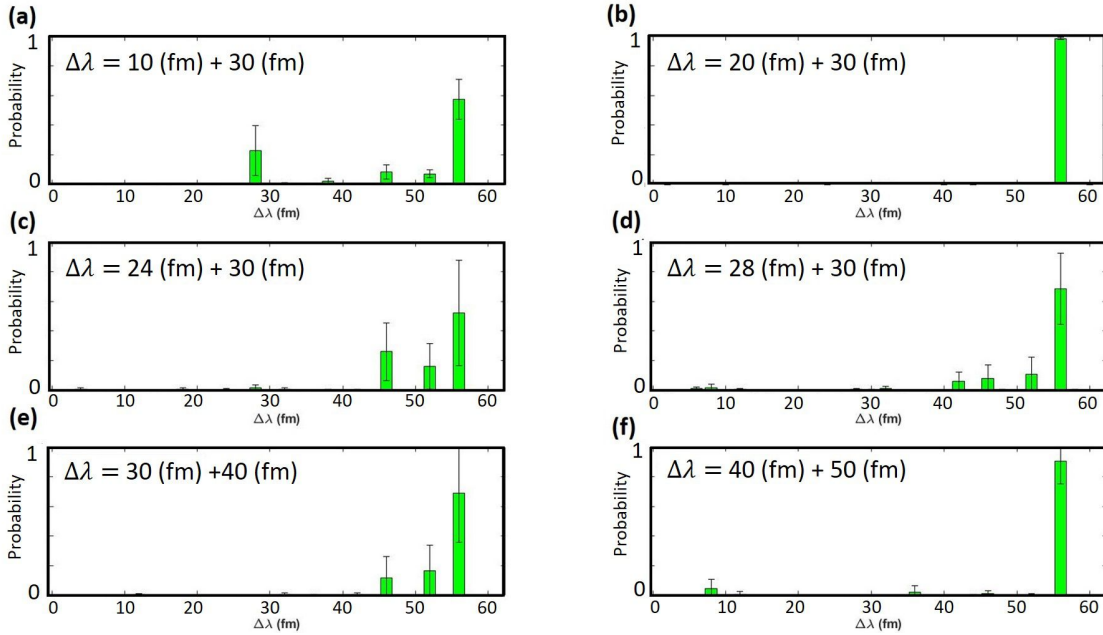 (a)
Δλ = 10 (fm) + 30 (fm)
Probability
1
0
0 10 20 30 40 50 60
Δλ (fm)
(b)
Δλ = 20 (fm) + 30 (fm)
Probability
1
0
0 10 20 30 40 50 60
Δλ (fm)
(c)
Δλ = 24 (fm) + 30 (fm)
Probability
1
0
0 10 20 30 40 50 60
Δλ (fm)
(d)
Δλ = 28 (fm) + 30 (fm)
Probability
1
0
0 10 20 30 40 50 60
Δλ (fm)
(e)
Δλ = 30 (fm) +40 (fm)
Probability
1
0
0 10 20 30 40 50 60
Δλ (fm)
(f)
Δλ = 40 (fm) + 50 (fm)
Probability
1
0
0 10 20 30 40 50 60
Δλ (fm)